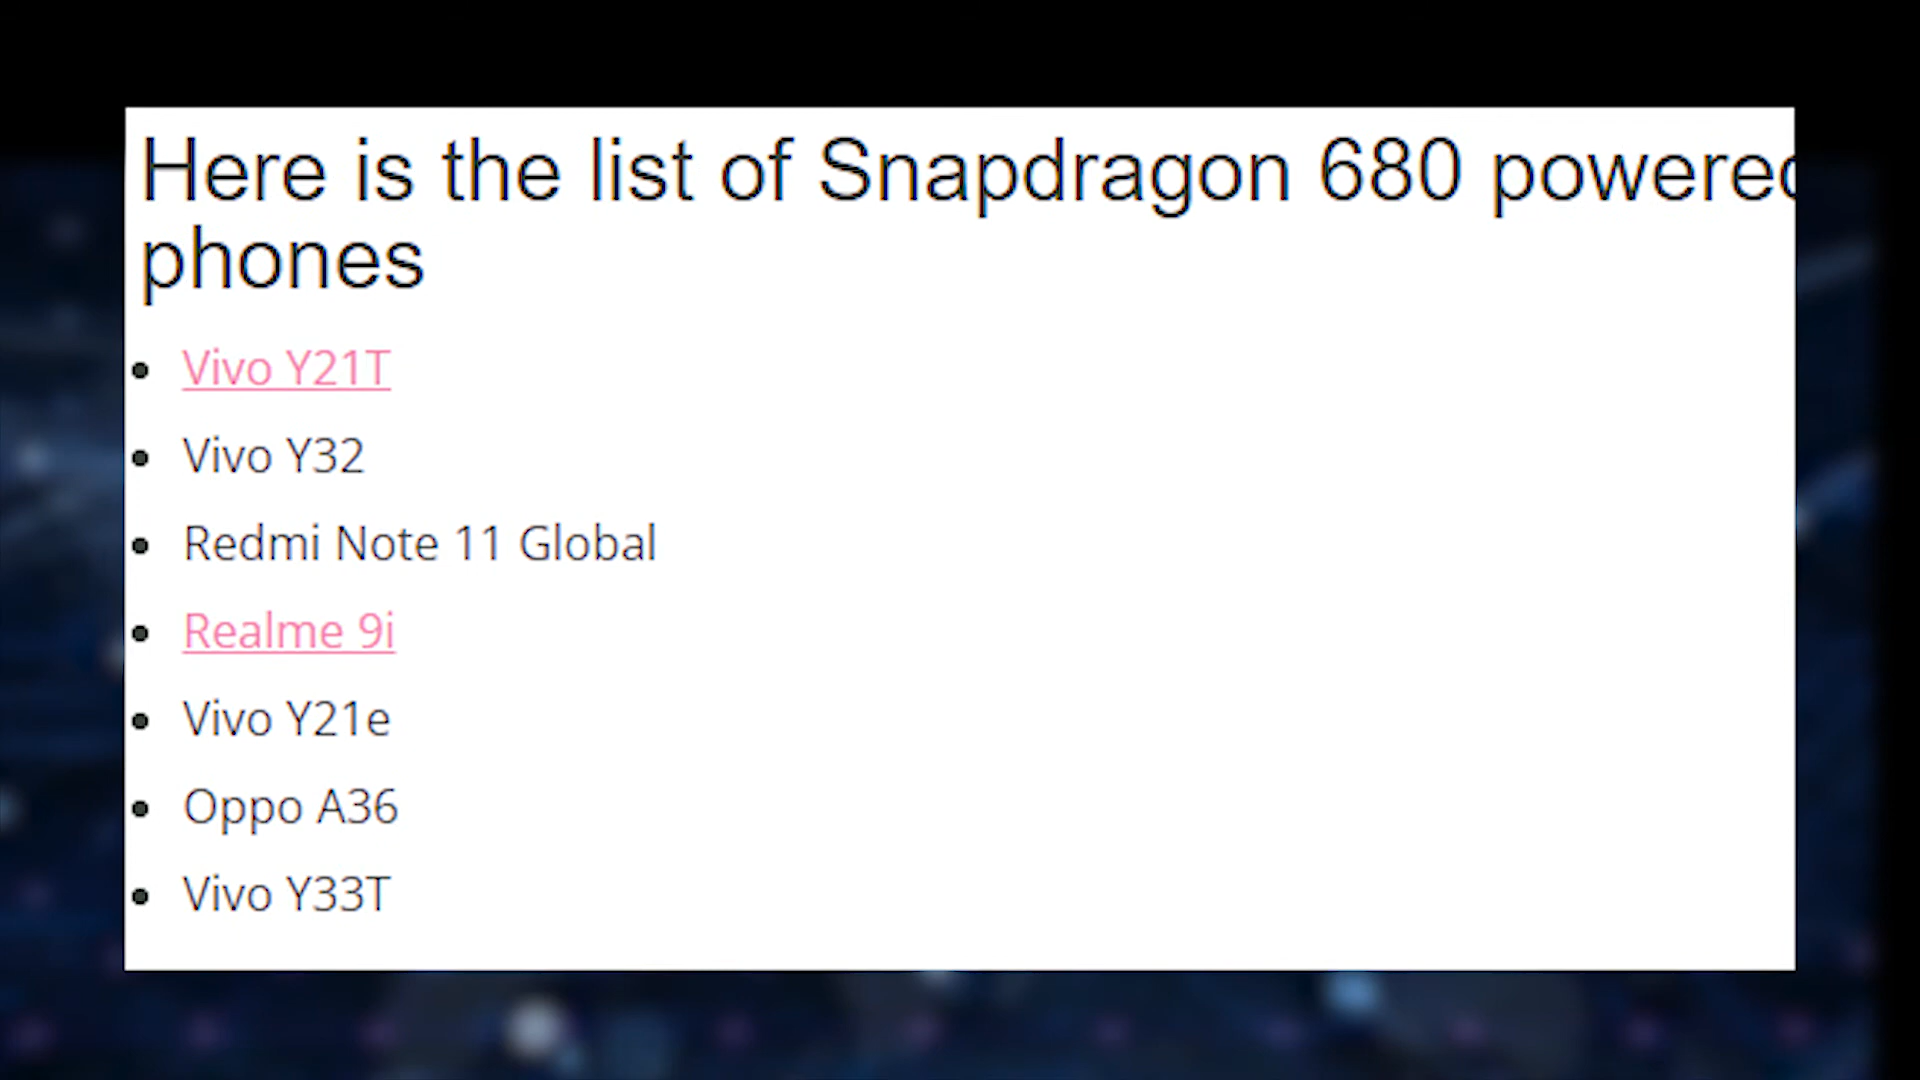 Here is the list of Snapdragon 680 powered
phones
Vivo Y21T
Vivo Y32
Redmi Note 11 Global
Realme 9i
Vivo Y21e
Oppo A36
Vivo Y33T